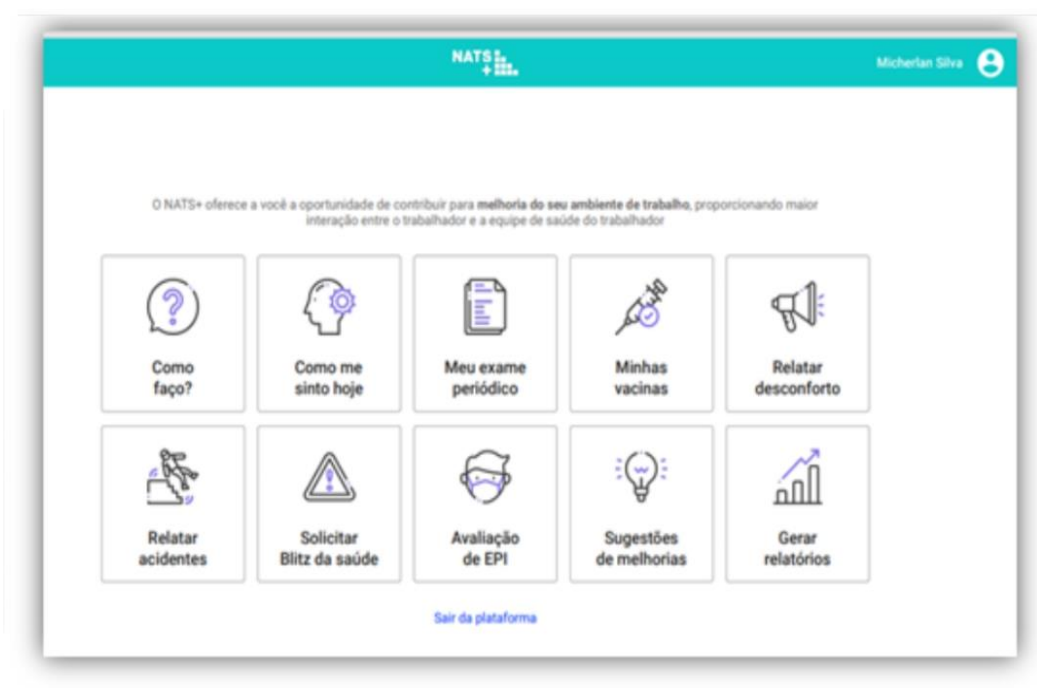 NATS
+
Micherlan Silva
O NATS+ oferece a você a oportunidade de contribuir para melhoria do seu ambiente de trabalho, proporcionando maior
interação entre o trabalhador e a equipe de saúde do trabalhador
Como
faço?
Como me
sinto hoje
Meu exame
periódico
Minhas
vacinas
Relatar
desconforto
Relatar
acidentes
Solicitar
Blitz da saúde
Avaliação
de EPI
Sugestões
de melhorias
Gerar
relatórios
Sair da plataforma